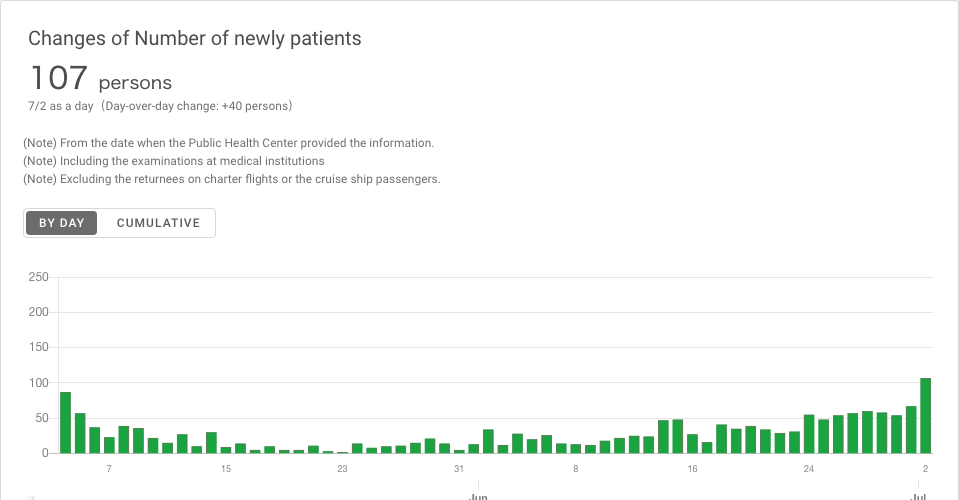 Changes of Number of newly patients
107 persons
7/2 as a day（Day-over-day change: +40 persons）
(Note) From the date when the Public Health Center provided the information.
(Note) Including the examinations at medical institutions
(Note) Excluding the returnees on charter flights or the cruise ship passengers.
BY DAY CUMULATIVE
250
200
150
100
50
0
7 15 23 31 8 16 24 2
Jun Jul